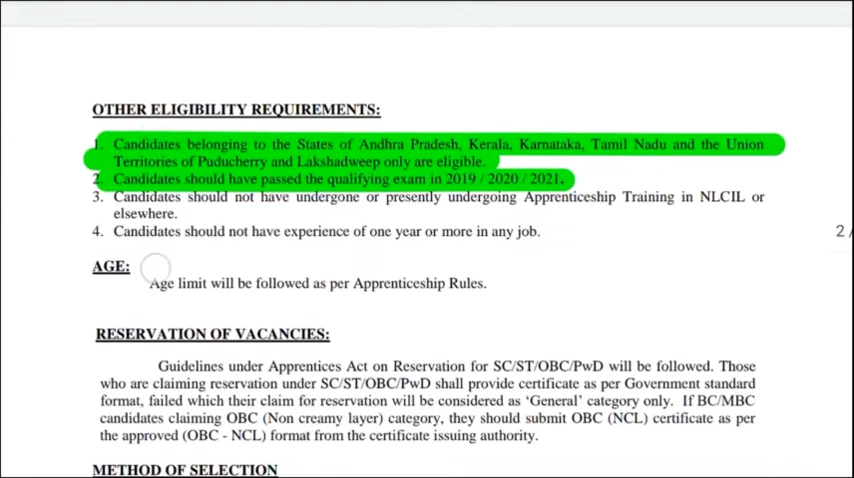 OTHER ELIGIBILITY REQUIREMENTS:
1. Candidates belonging to the States of Andhra Pradesh, Kerala, Karnataka, Tamil Nadu and the Union
Territories of Puducherry and Lakshadweep only are eligible.
2. Candidates should have passed the qualifying exam in 2019 / 2020 / 2021.
3. Candidates should not have undergone or presently undergoing Apprenticeship Training in NLCIL or
elsewhere.
4. Candidates should not have experience of one year or more in any job.
2 /
AGE:
Age limit will be followed as per Apprenticeship Rules.
RESERVATION OF VACANCIES:
Guidelines under Apprentices Act on Reservation for SC/ST/OBC/PwD will be followed. Those
who are claiming reservation under SC/ST/OBC/PwD shall provide certificate as per Government standard
format, failed which their claim for reservation will be considered as ‘General’ category only. If BC/MBC
candidates claiming OBC (Non creamy layer) category, they should submit OBC (NCL) certificate as per
the approved (OBC - NCL) format from the certificate issuing authority.
METHOD OF SELECTION